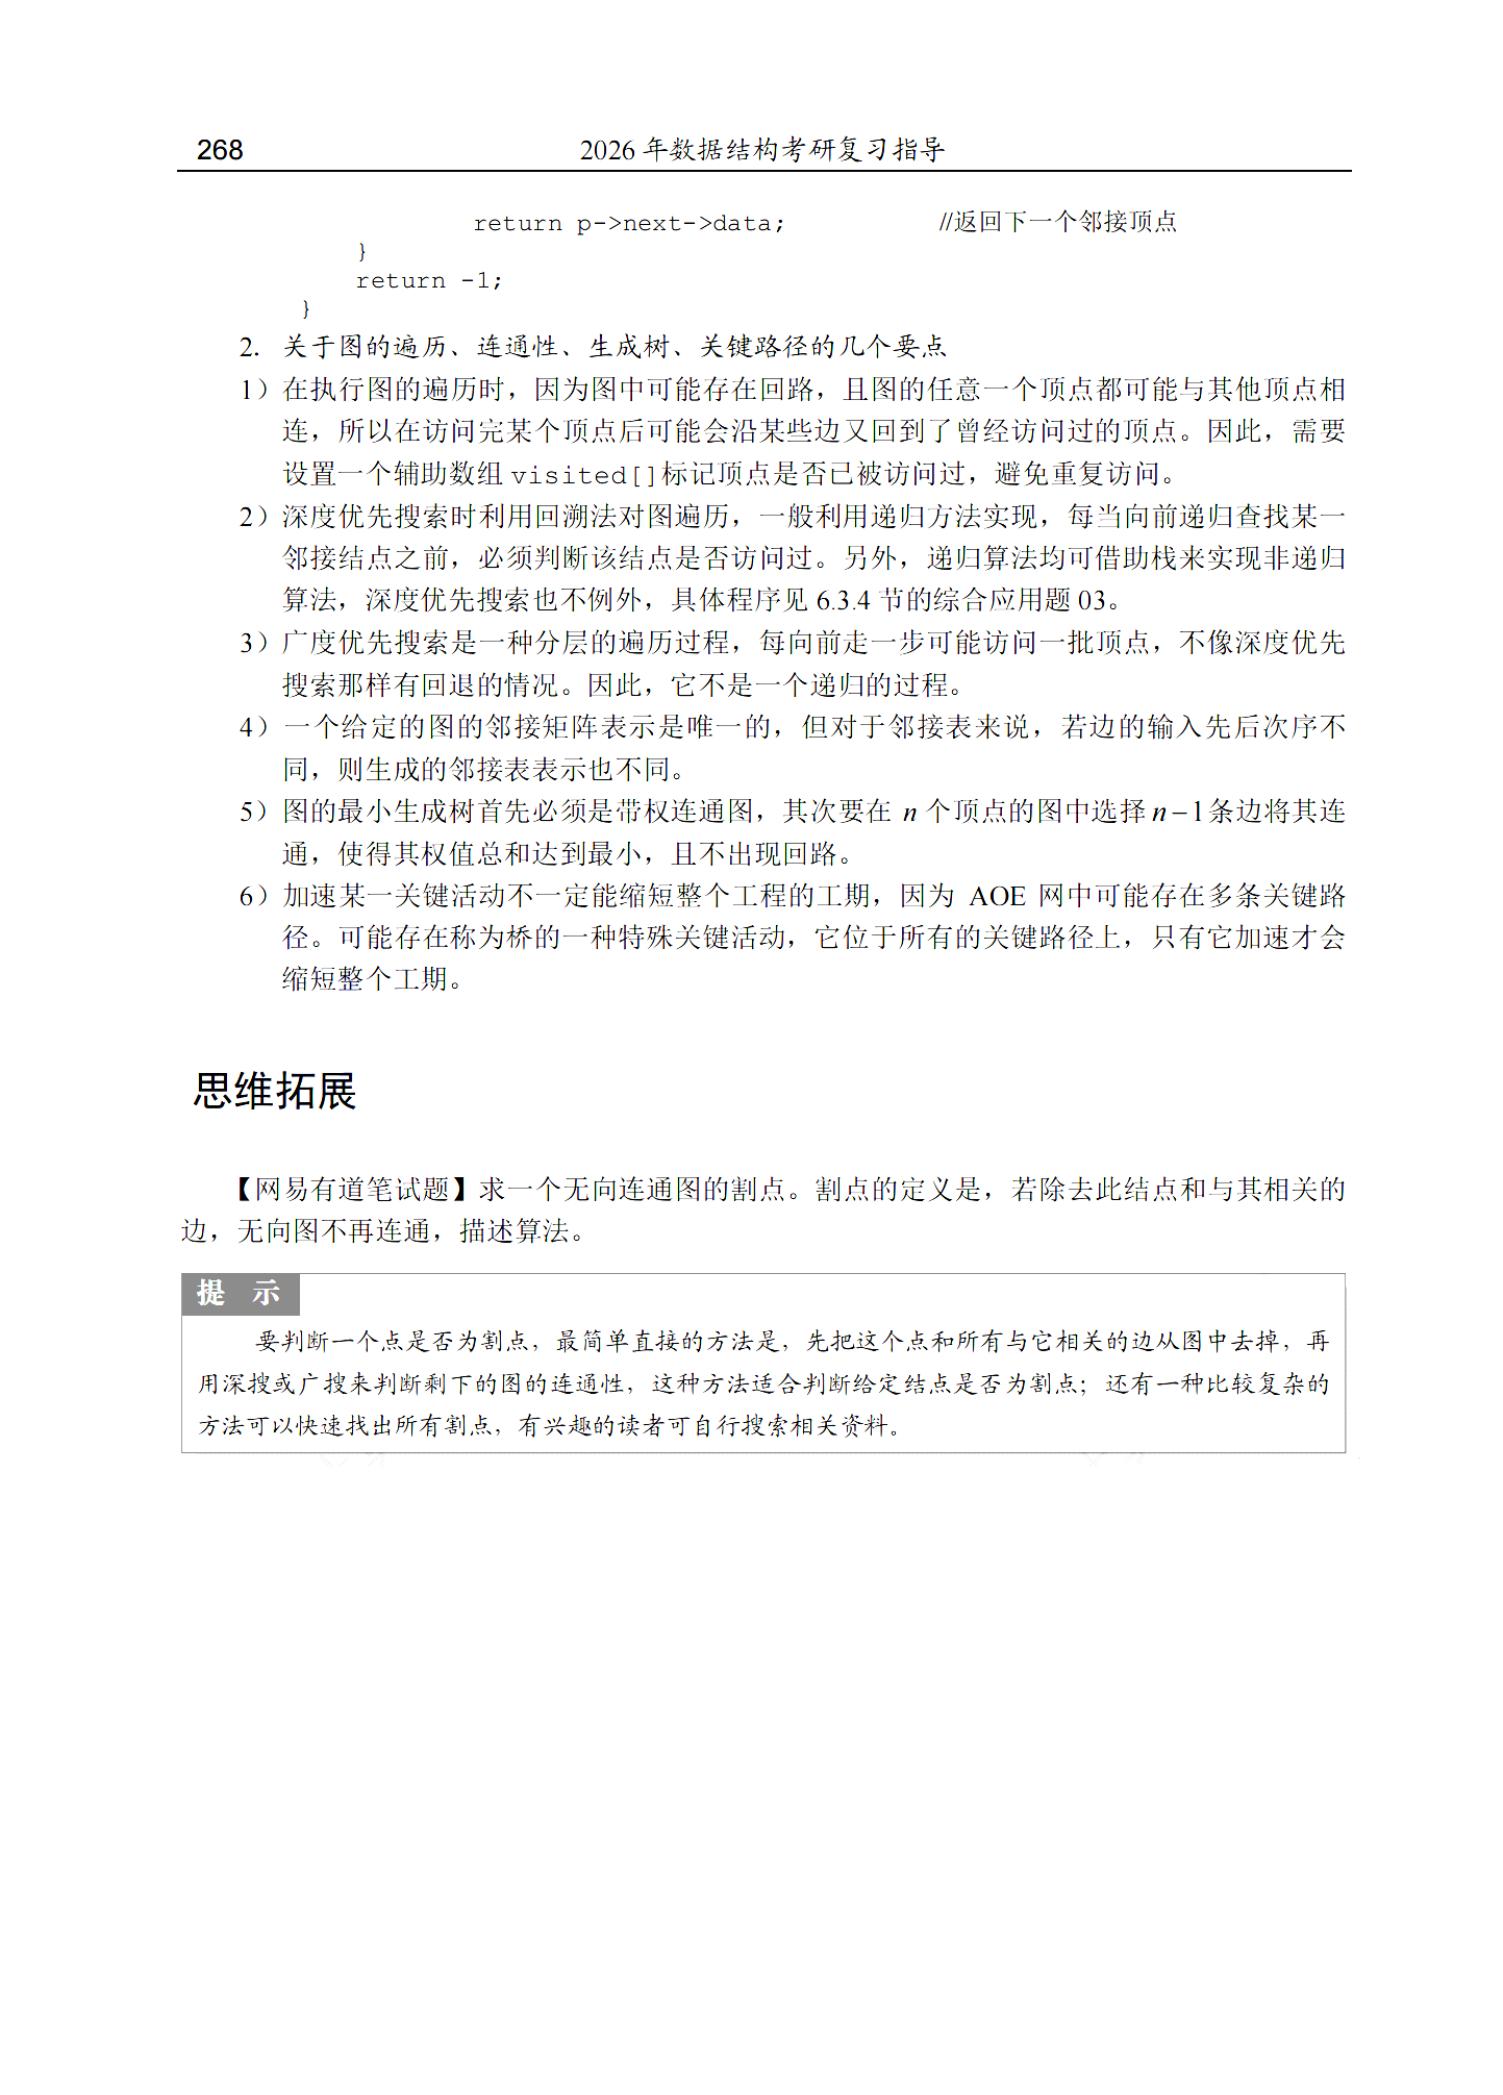 268 2026 年数据结构考研复习指导
return p->next->data; //返回下一个邻接顶点
}
return -1;
}
2. 关于图的遍历、连通性、生成树、关键路径的几个要点
1）在执行图的遍历时，因为图中可能存在回路，且图的任意一个顶点都可能与其他顶点相
连，所以在访问完某个顶点后可能会沿某些边又回到了曾经访问过的顶点。因此，需要
设置一个辅助数组 visited[]标记顶点是否已被访问过，避免重复访问。
2）深度优先搜索时利用回溯法对图遍历，一般利用递归方法实现，每当向前递归查找某一
邻接结点之前，必须判断该结点是否访问过。另外，递归算法均可借助栈来实现非递归
算法，深度优先搜索也不例外，具体程序见 6.3.4 节的综合应用题 03。
3）广度优先搜索是一种分层的遍历过程，每向前走一步可能访问一批顶点，不像深度优先
搜索那样有回退的情况。因此，它不是一个递归的过程。
4）一个给定的图的邻接矩阵表示是唯一的，但对于邻接表来说，若边的输入先后次序不
同，则生成的邻接表表示也不同。
5）图的最小生成树首先必须是带权连通图，其次要在 n 个顶点的图中选择 n−1条边将其连
通，使得其权值总和达到最小，且不出现回路。
6）加速某一关键活动不一定能缩短整个工程的工期，因为 AOE 网中可能存在多条关键路
径。可能存在称为桥的一种特殊关键活动，它位于所有的关键路径上，只有它加速才会
缩短整个工期。
思维拓展
【网易有道笔试题】求一个无向连通图的割点。割点的定义是，若除去此结点和与其相关的
边，无向图不再连通，描述算法。
提 示
要判断一个点是否为割点，最简单直接的方法是，先把这个点和所有与它相关的边从图中去掉，再
用深搜或广搜来判断剩下的图的连通性，这种方法适合判断给定结点是否为割点；还有一种比较复杂的
方法可以快速找出所有割点，有兴趣的读者可自行搜索相关资料。